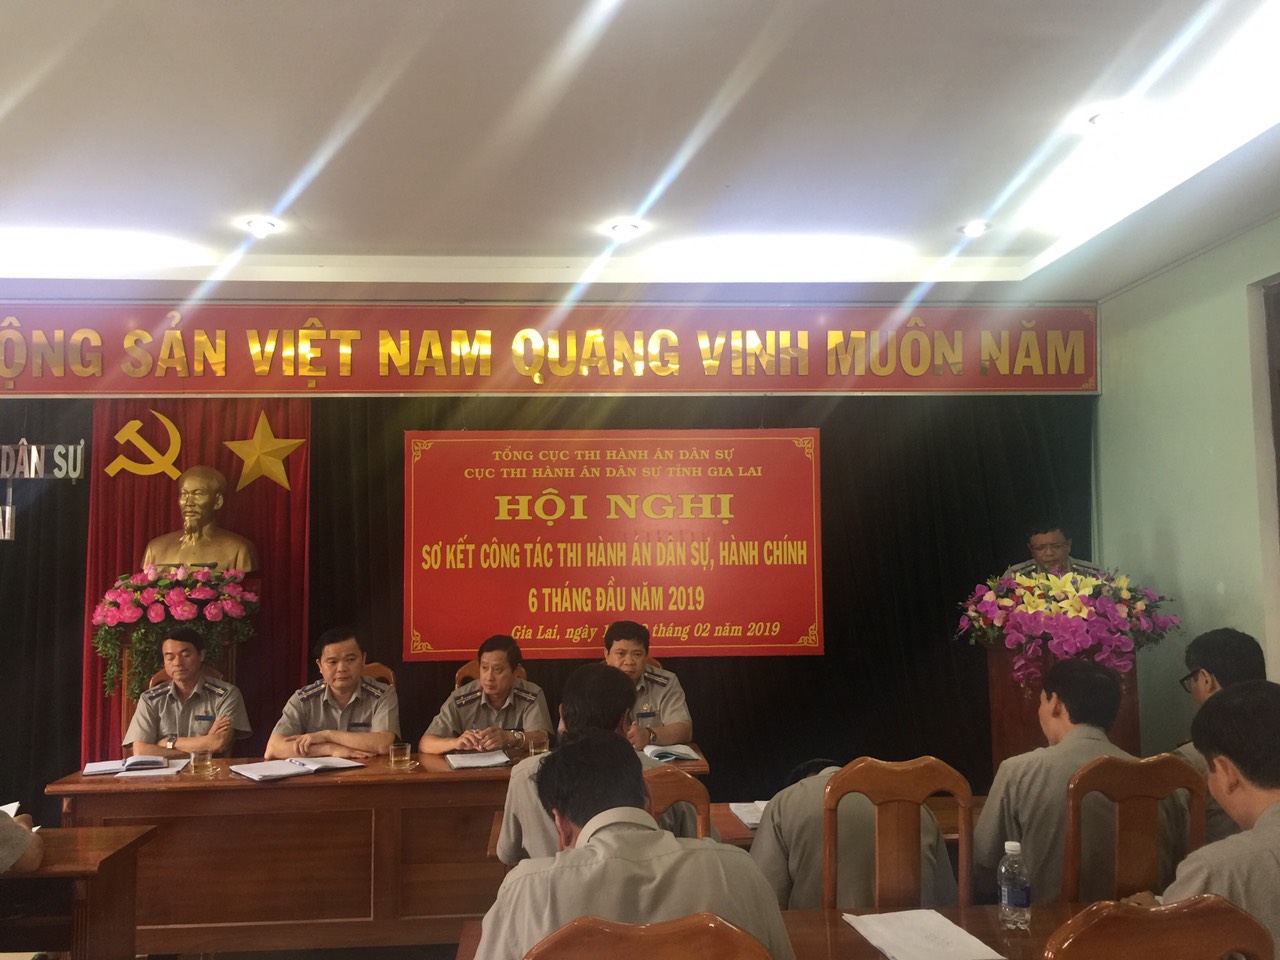 ỘNG SẢN VIỆT NAM QUANG VINH MUÔN NĂM
DÂN SỰ
AI
TỔNG CỤC THI HÀNH ÁN DÂN SỰ
CỤC THI HÀNH ÁN DÂN SỰ TỈNH GIA LAI
HỘI NGHỊ
SƠ KẾT CÔNG TÁC THI HÀNH ÁN DÂN SỰ, HÀNH CHÍNH
6 THÁNG ĐẦU NĂM 2019
Gia Lai, ngày tháng 02 năm 2019